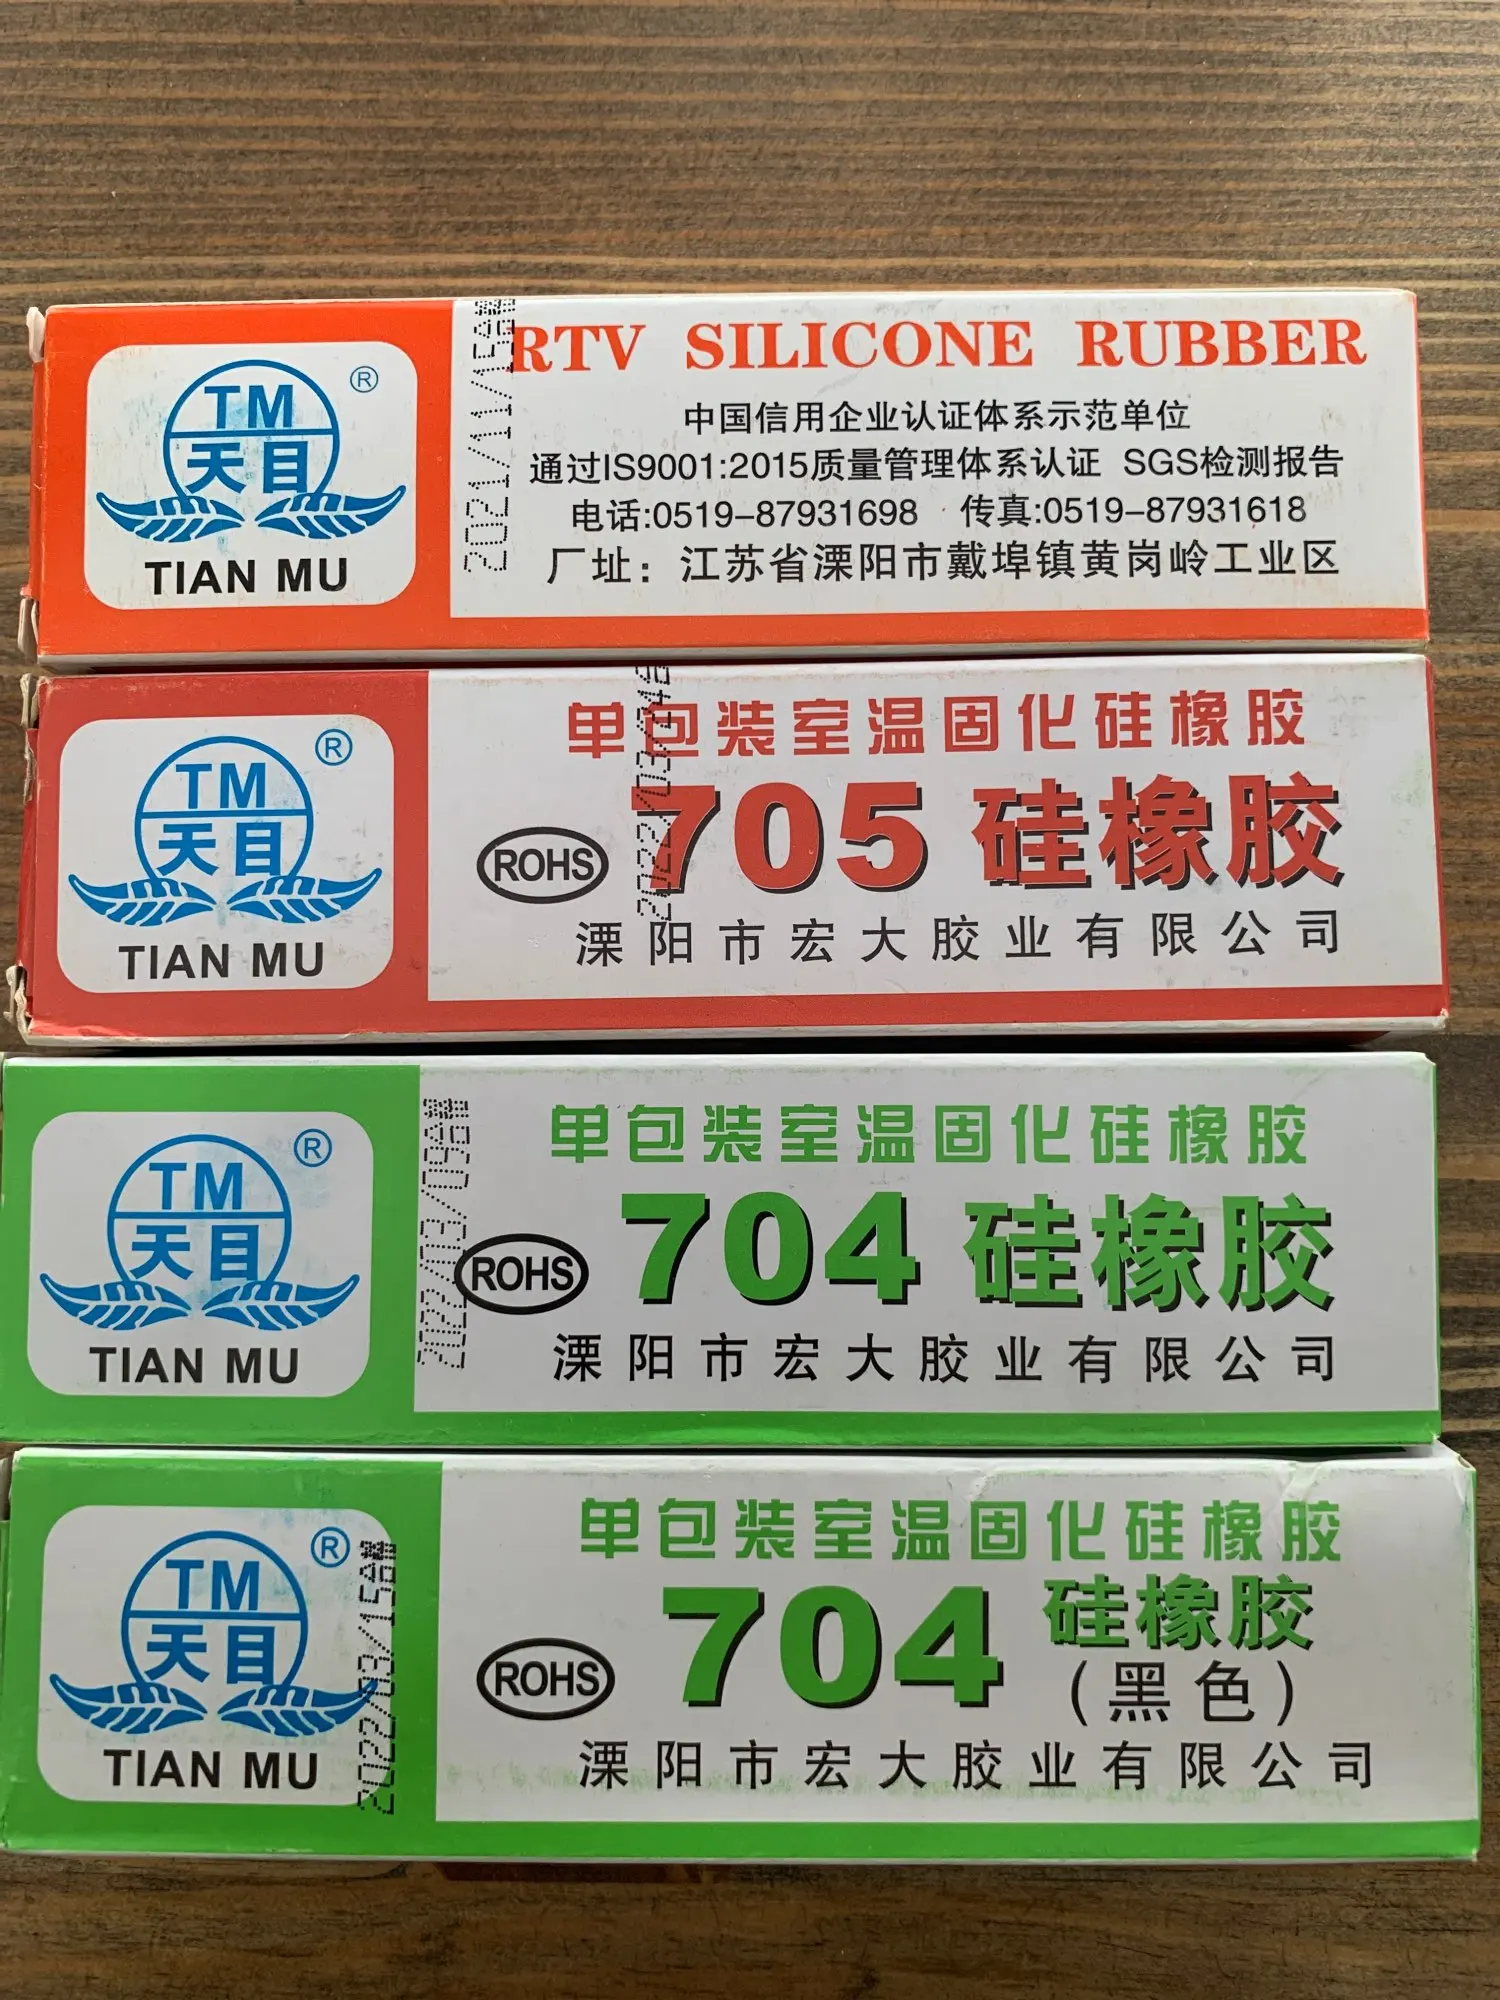 TM
®
天目
TIAN MU
2021/11/15A
RTV SILICONE RUBBER
中国信用企业认证体系示范单位
通过IS9001:2015质量管理体系认证 SGS检测报告
电话:0519-87931698 传真:0519-87931618
厂址：江苏省溧阳市戴埠镇黄岗岭工业区
TM
®
天目
TIAN MU
2022/03/04
单包装室温固化硅橡胶
ROHS
705 硅橡胶
溧阳市宏大胶业有限公司
TM
®
天目
TIAN MU
2022/03/09A
单包装室温固化硅橡胶
ROHS
704 硅橡胶
溧阳市宏大胶业有限公司
TM
®
天目
TIAN MU
2022/03/15A
单包装室温固化硅橡胶
ROHS
704 硅橡胶
(黑色)
溧阳市宏大胶业有限公司